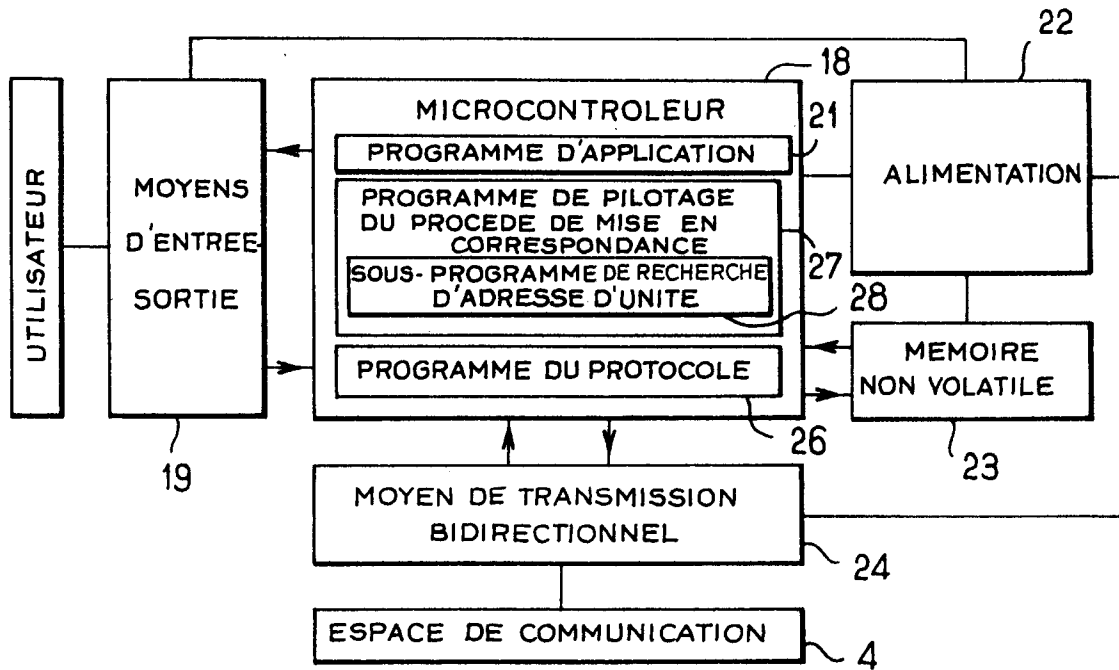 22
18
MICROCONTROLEUR
21
PROGRAMME D'APPLICATION
UTILISATEUR
MOYENS
D'ENTREE
SORTIE
19
PROGRAMME DE PILOTAGE
DU PROCEDE DE MISE EN
CORRESPONDANCE
27
SOUS-PROGRAMME DE RECHERCHE
D'ADRESSE D'UNITE
28
PROGRAMME DU PROTOCOLE
26
ALIMENTATION
MEMOIRE
NON VOLATILE
23
MOYEN DE TRANSMISSION
BIDIRECTIONNEL
24
ESPACE DE COMMUNICATION
4